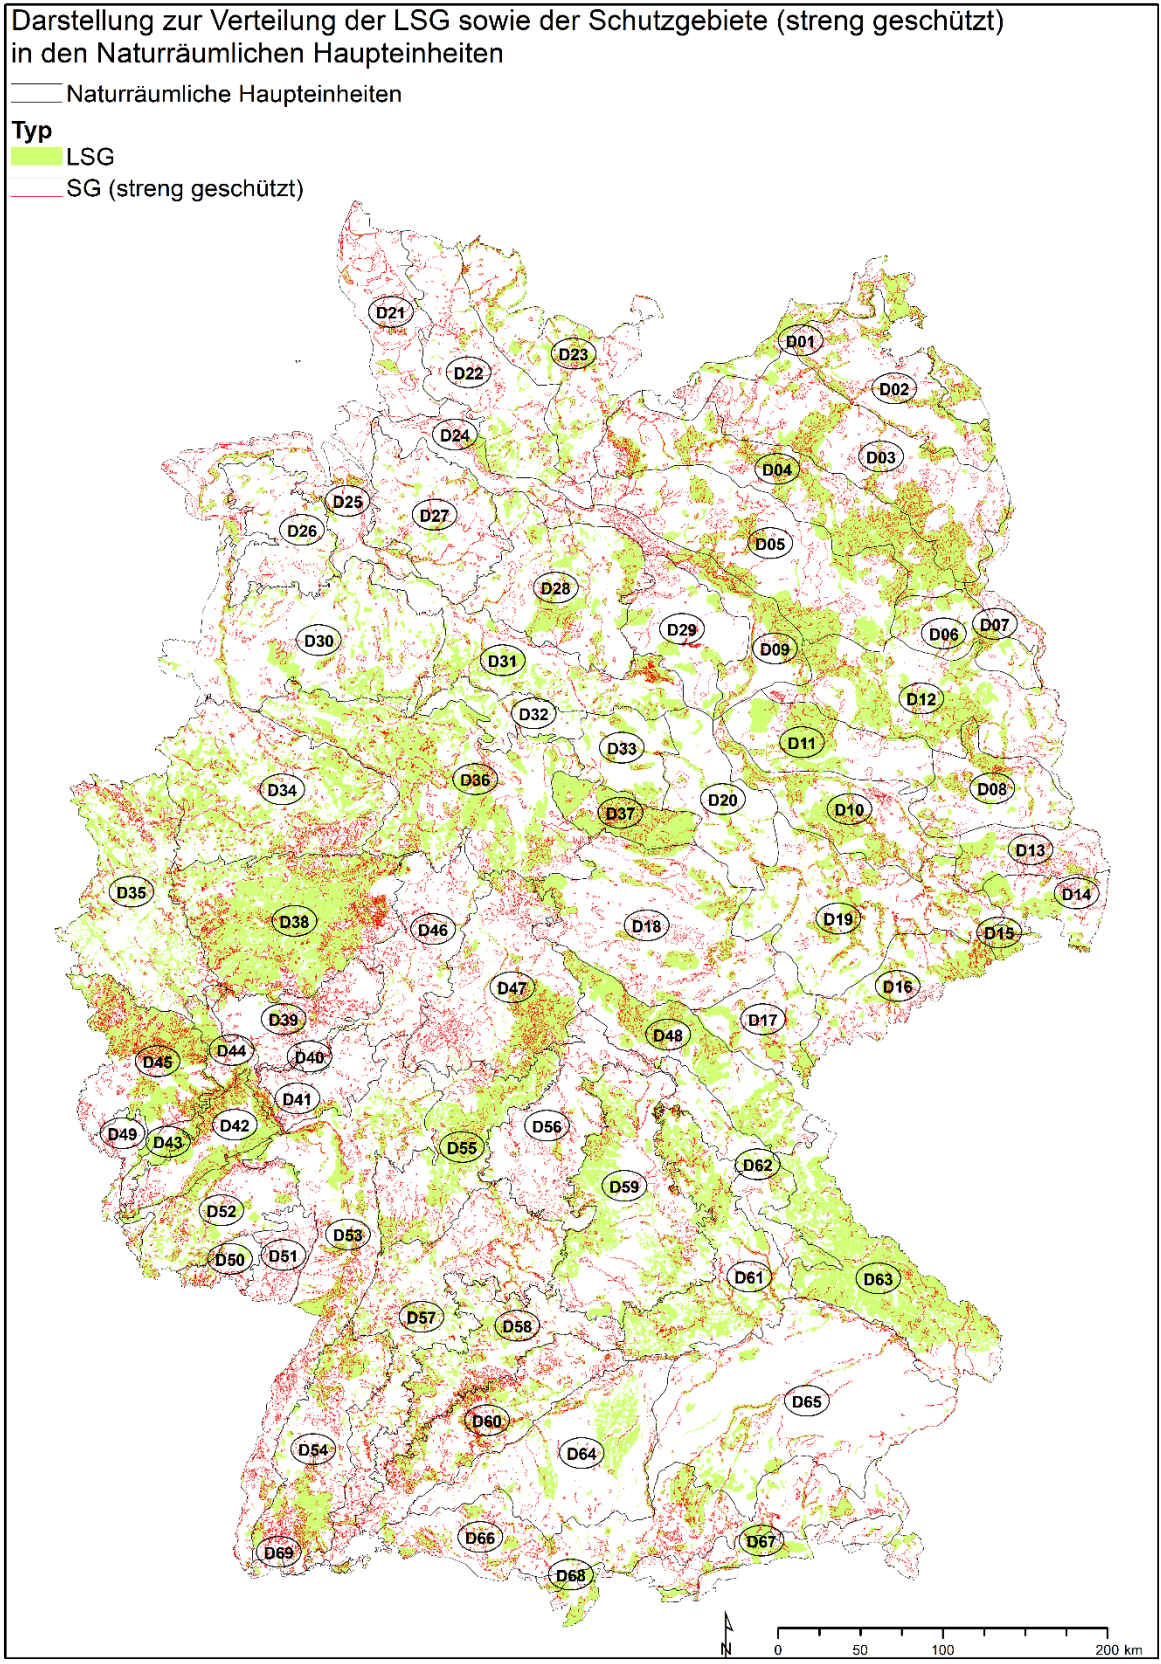 Darstellung zur Verteilung der LSG sowie der Schutzgebiete (streng geschützt)
in den Naturräumlichen Haupteinheiten
Naturräumliche Haupteinheiten
Typ
LSG
SG (streng geschützt)
D21
D01
D23
D22
D02
D24
D03
D04
D25
D27
D26
D05
D28
D07
D29
D06
D30
D09
D31
D12
D32
D11
D33
D36
D34
D08
D20
D10
D37
D13
D35
D14
D38
D19
D18
D46
D15
D16
D47
D39
D17
D48
D44
D40
D45
D41
D42
D56
D49
D43
D55
D62
D59
D52
D53
D51
D50
D61
D63
D57
D58
D65
D60
D54
D64
D66
D67
D69
D68
N
0 50 100 200 km